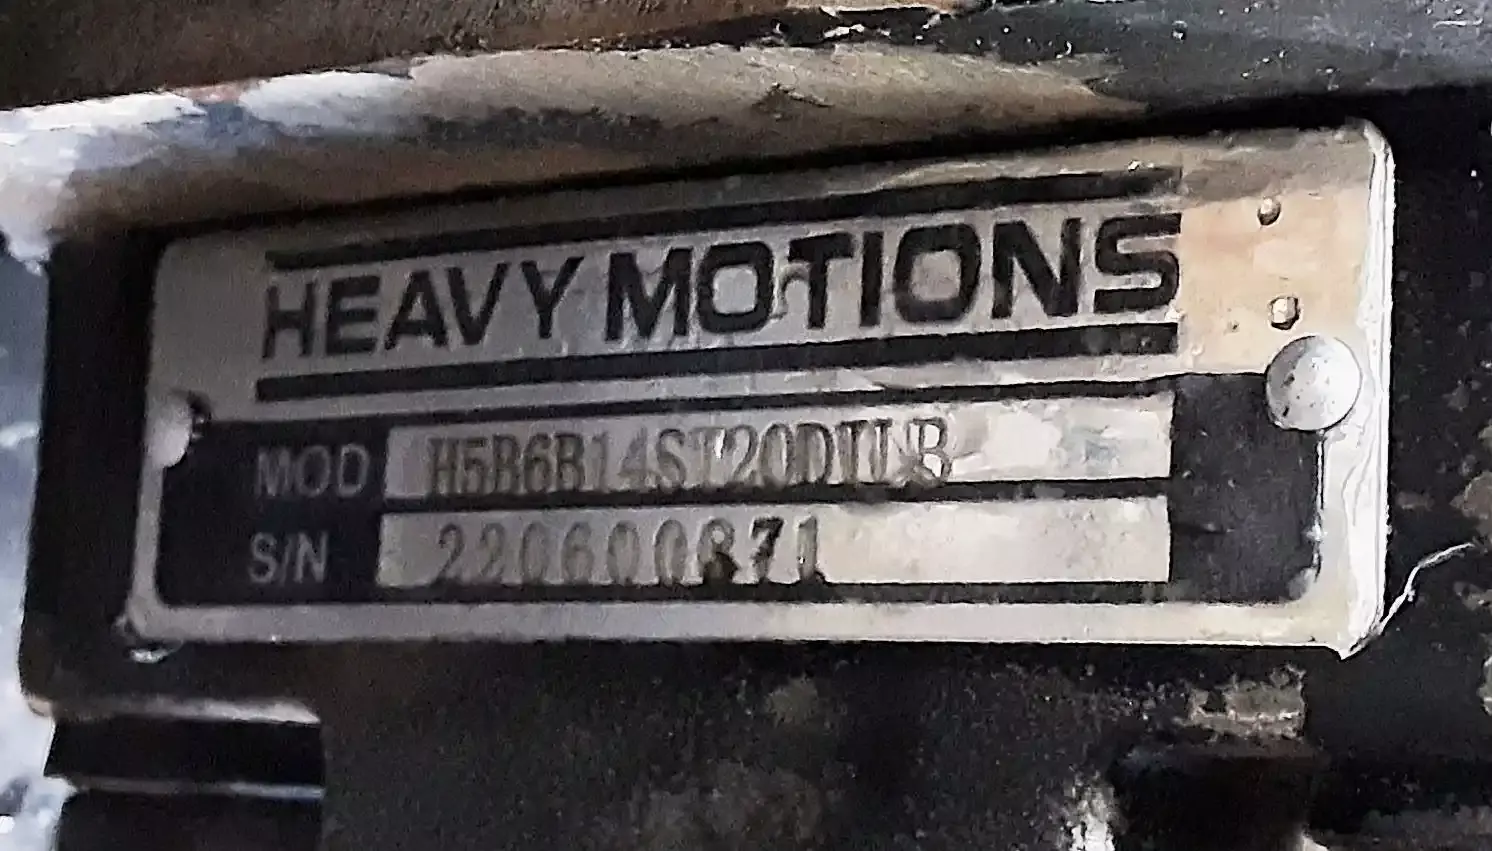 HEAVY MOTIONS
MOD
S/N 220600871